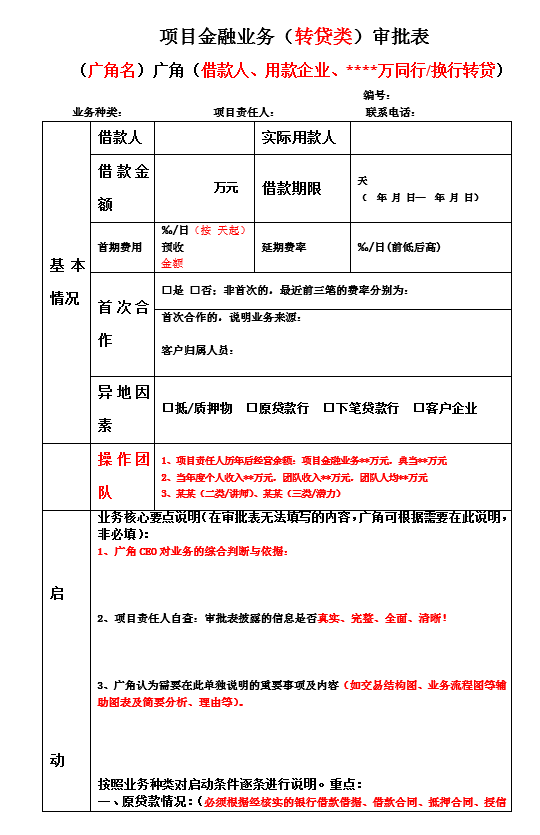 项目金融业务（转贷类）审批表
（广角名）广角（借款人、用款企业、****万同行/换行转贷）
编号：
业务种类： 项目责任人： 联系电话：
基本情况
借款人 实际用款人
借款金额 万元 借款期限 天
（ 年 月 日— 年 月 日）
首期费用 ‰/日（按 天起）
预收
金额
延期费率 ‰/日(前低后高)
首次合作
□是 □否；非首次的，最近前三笔的费率分别为：
首次合作的，说明业务来源：
客户归属人员：
异地因素
□抵/质押物 □原贷款行 □下笔贷款行 □客户企业
操作团队
1、项目责任人历年后经营余额：项目金融业务**万元，典当**万元
2、当年度个人收入**万元，团队收入**万元，团队人均**万元
3、某某（二类/讲师）、某某（三类/潜力）
启
动
业务核心要点说明（在审批表无法填写的内容，广角可根据需要在此说明，
非必填）：
1、广角 CEO 对业务的综合判断与依据：
2、项目责任人自查：审批表披露的信息是否真实、完整、全面、清晰！
3、广角认为需要在此单独说明的重要事项及内容（如交易结构图、业务流程图等辅
助图表及简要分析、理由等）。
按照业务种类对启动条件逐条进行说明。重点：
一、原贷款情况：（必须根据经核实的银行借款借据、借款合同、抵押合同、授信